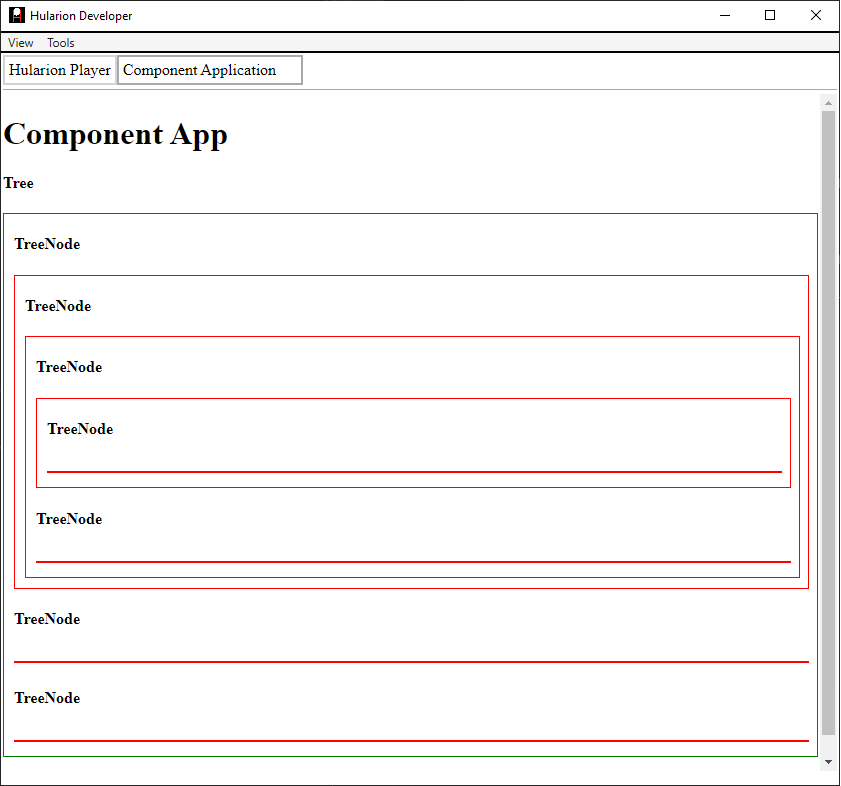 Hularion Developer
View Tools
Hularion Player Component Application
Component App
Tree
TreeNode
TreeNode
TreeNode
TreeNode
TreeNode
TreeNode
TreeNode